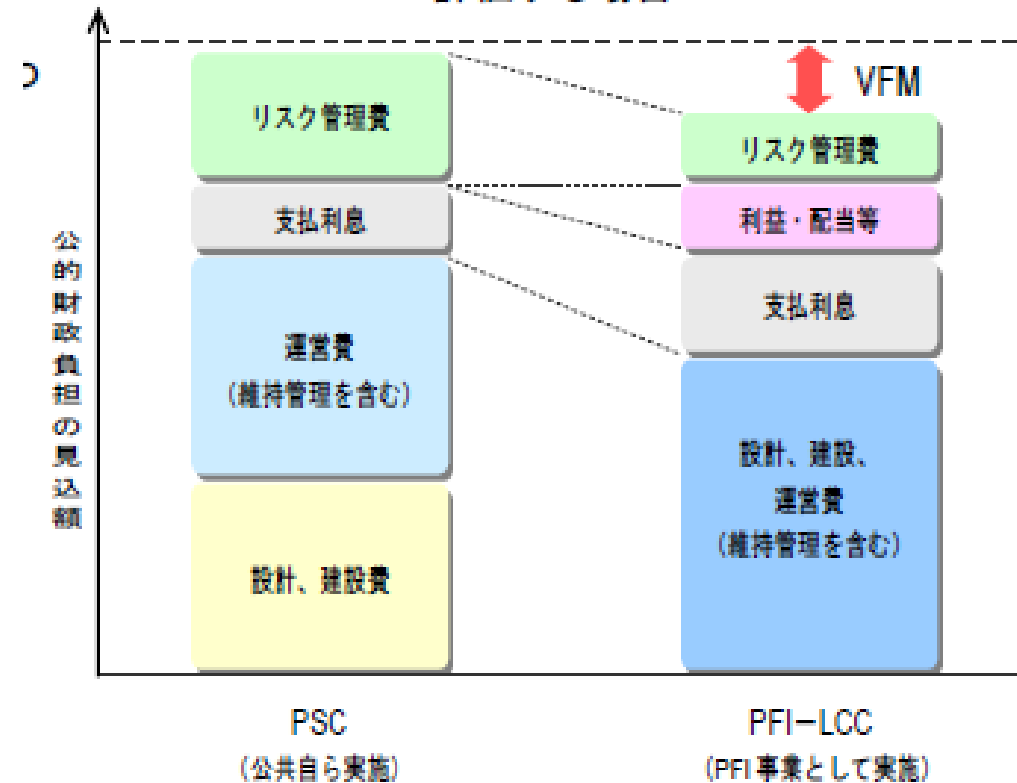 リスク管理費
支払利息
運営費
(維持管理を含む)
設計、建設費
VFM
リスク管理費
利益・配当等
支払利息
設計、建設、
運営費
(維持管理を含む)
公的財政負担の見込額
PSC
(公共自ら実施)
PFI-LCC
(PFI事業として実施)